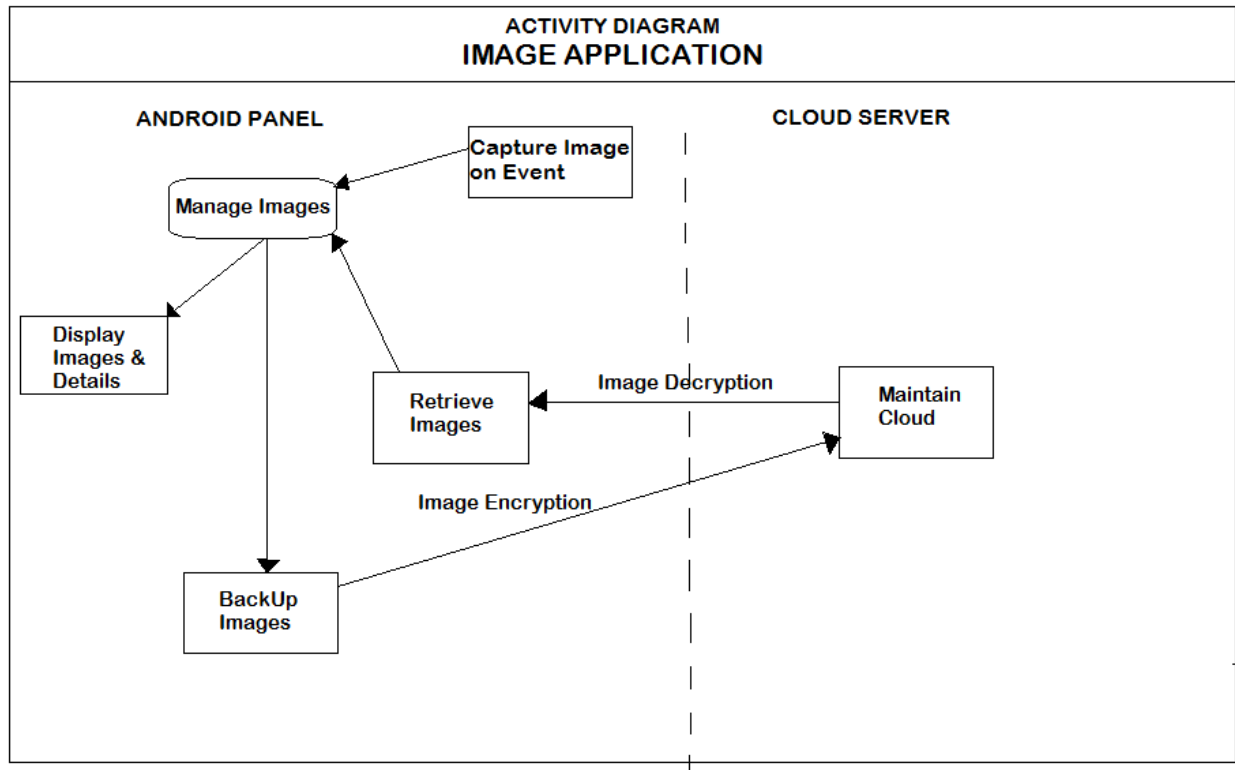 ACTIVITY DIAGRAM
IMAGE APPLICATION
ANDROID PANEL
CLOUD SERVER
Capture Image
on Event
Manage Images
Display
Images &
Details
Retrieve
Images
Image Decryption
Maintain
Cloud
Image Encryption
BackUp
Images